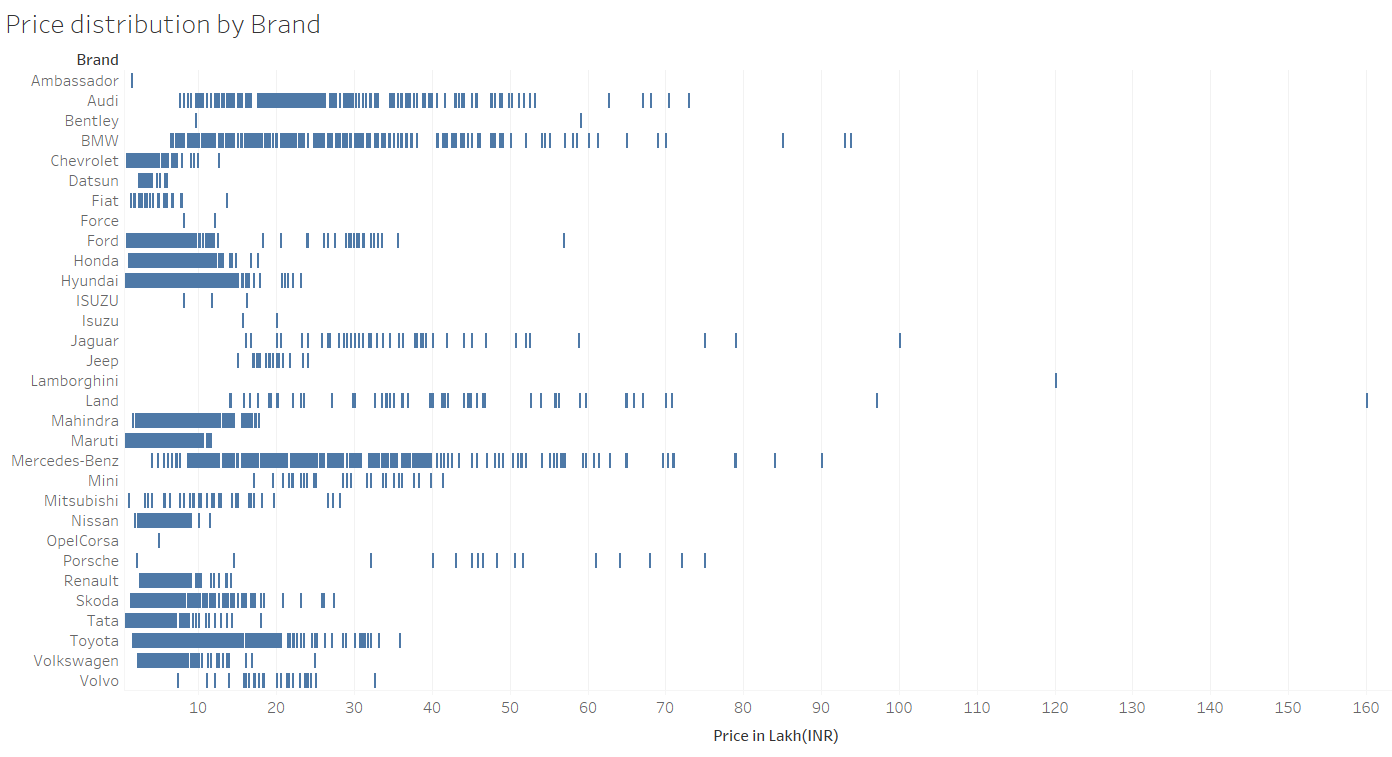 Price distribution by Brand
Brand
Ambassador
Audi
Bentley
BMW
Chevrolet
Datsun
Fiat
Force
Ford
Honda
Hyundai
ISUZU
Isuzu
Jaguar
Jeep
Lamborghini
Land
Mahindra
Maruti
Mercedes-Benz
Mini
Mitsubishi
Nissan
OpelCorsa
Porsche
Renault
Skoda
Tata
Toyota
Volkswagen
Volvo
10 20 30 40 50 60 70 80 90 100 110 120 130 140 150 160
Price in Lakh(INR)